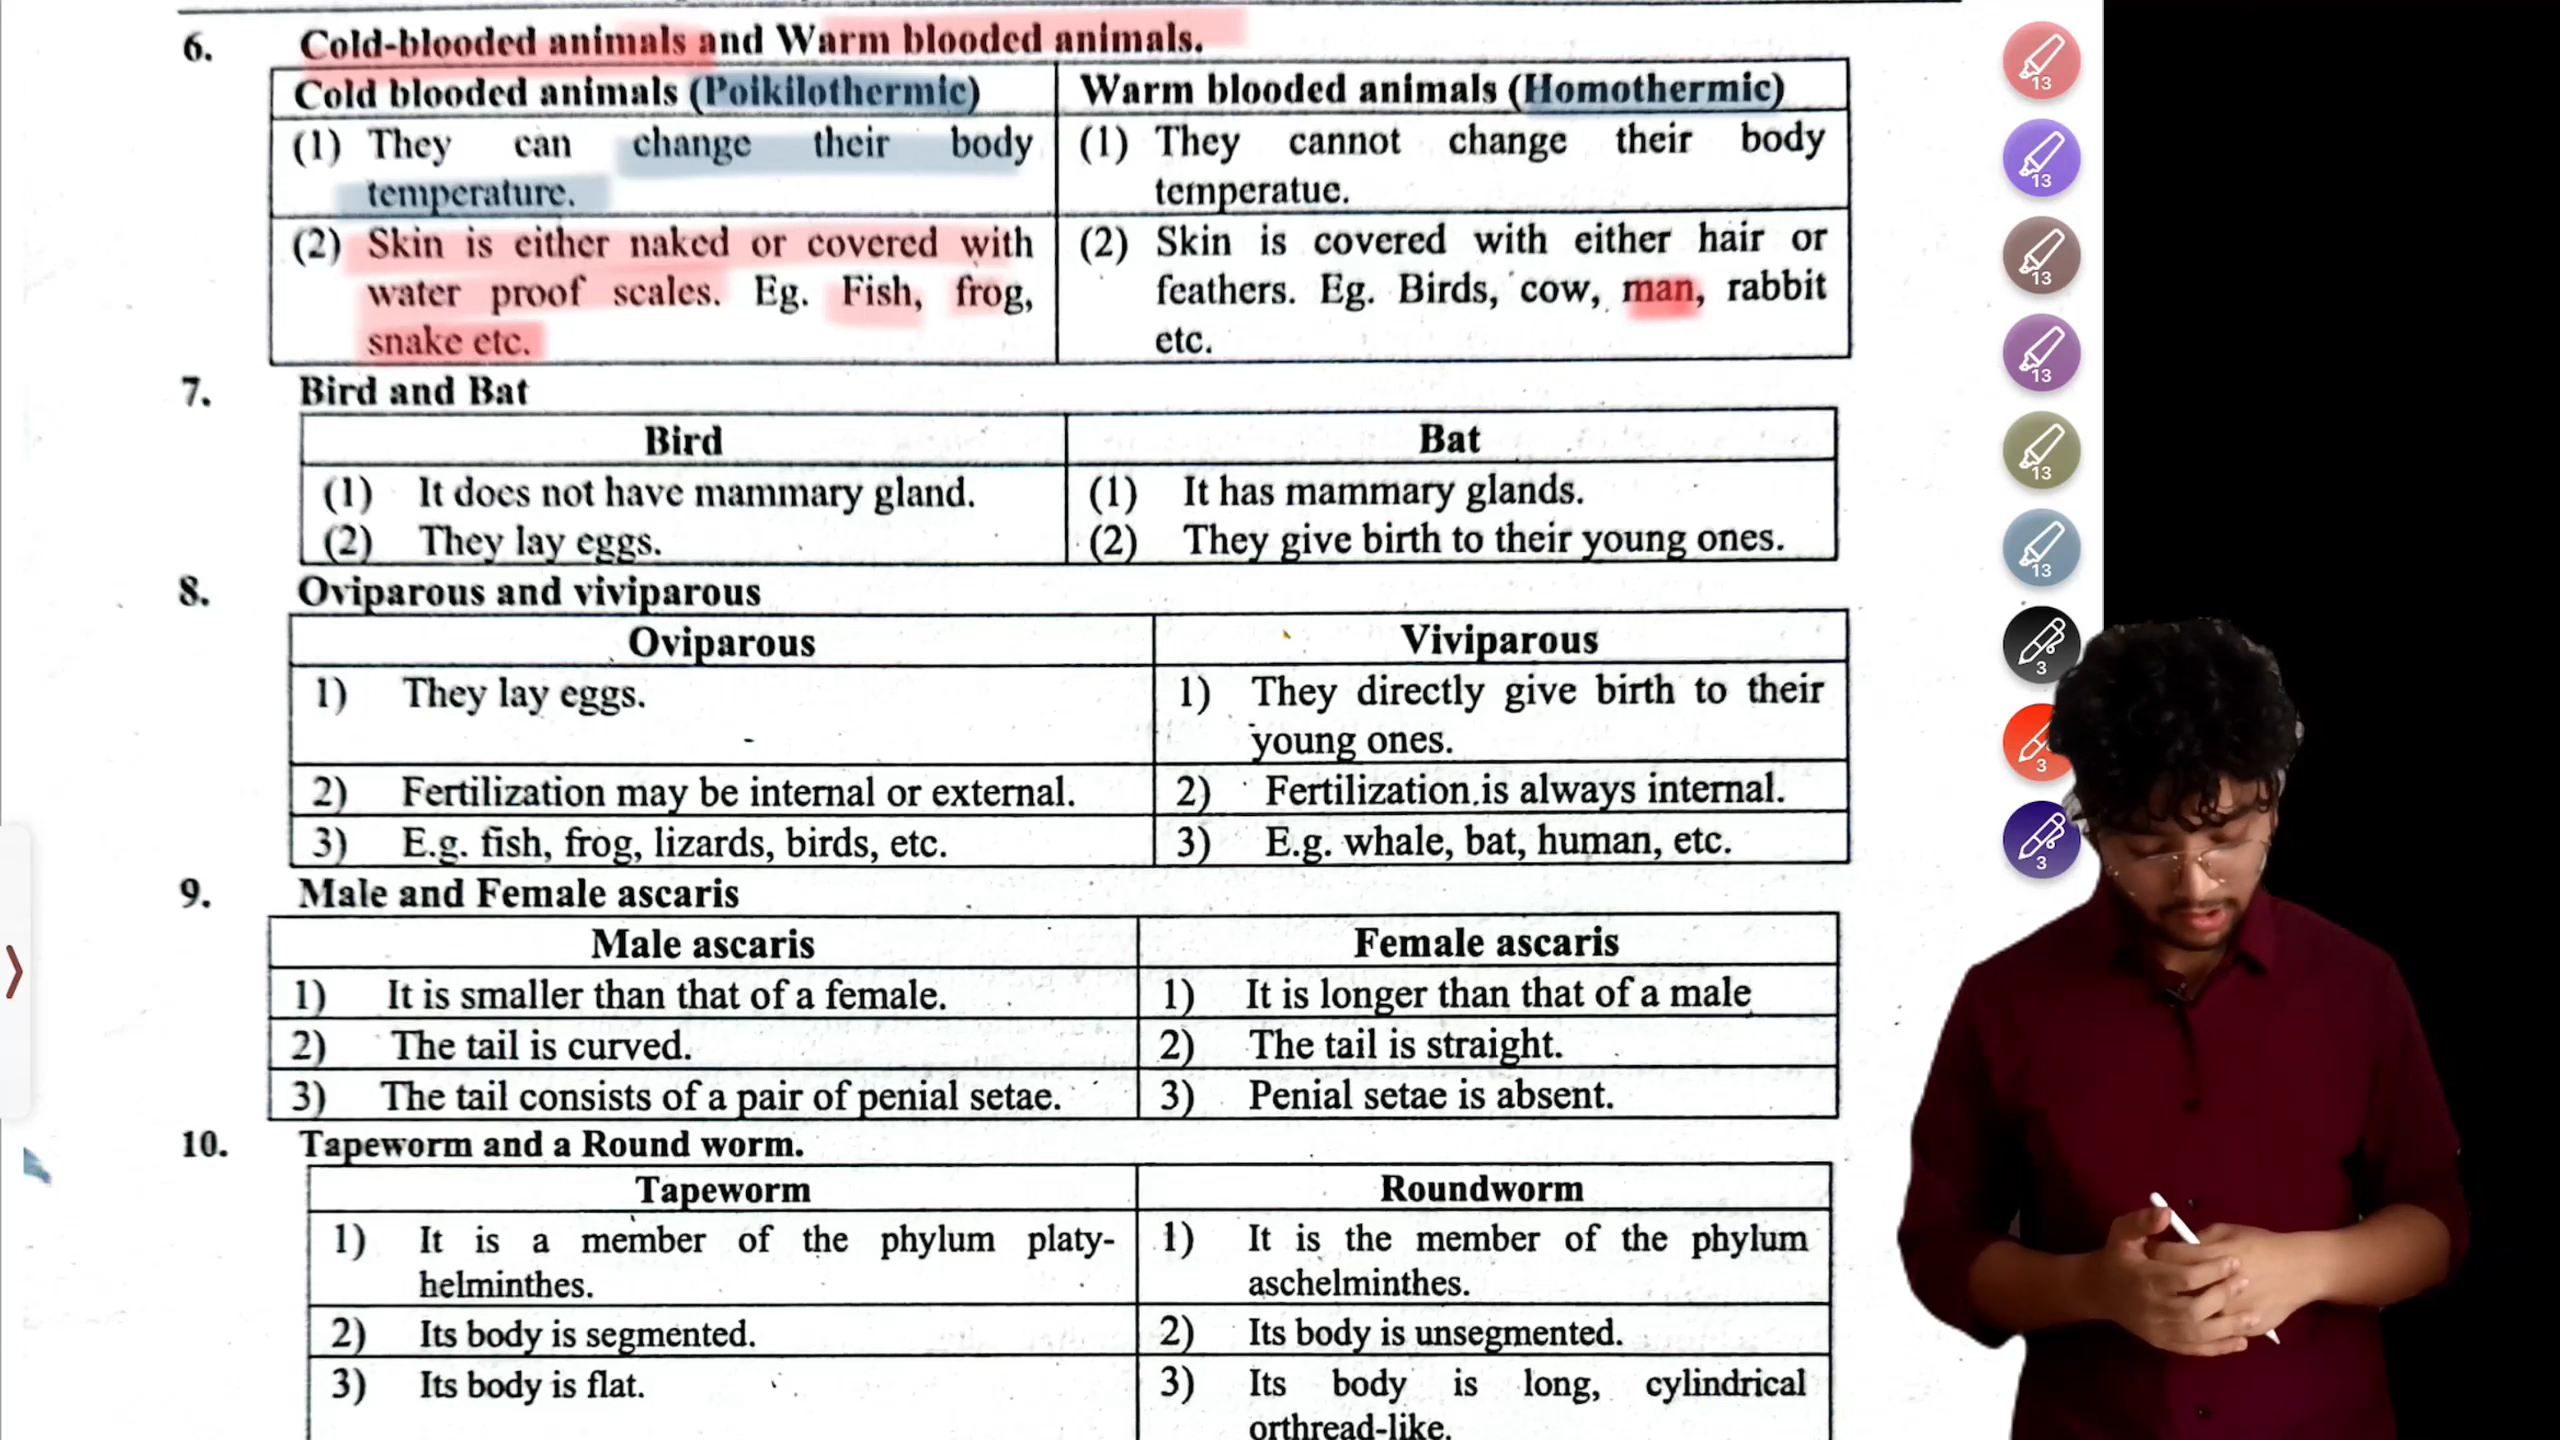 6. Cold-blooded animals and Warm blooded animals.
Cold blooded animals (Poikilothermic) Warm blooded animals (Homothermic)
(1) They can change their body (1) They cannot change their body
temperature. temperatue.
(2) Skin is either naked or covered with (2) Skin is covered with either hair or
water proof scales. Eg. Fish, frog, feathers. Eg. Birds, cow, man, rabbit
snake etc. etc.
7. Bird and Bat
Bird Bat
(1) It does not have mammary gland. (1) It has mammary glands.
(2) They lay eggs. (2) They give birth to their young ones.
8. Oviparous and viviparous
Oviparous Viviparous
1) They lay eggs. 1) They directly give birth to their
young ones.
2) Fertilization may be internal or external. 2) Fertilization is always internal.
3) E.g. fish, frog, lizards, birds, etc. 3) E.g. whale, bat, human, etc.
9. Male and Female ascaris
Male ascaris Female ascaris
1) It is smaller than that of a female. 1) It is longer than that of a male
2) The tail is curved. 2) The tail is straight.
3) The tail consists of a pair of penial setae. 3) Penial setae is absent.
10. Tapeworm and a Round worm.
Tapeworm Roundworm
1) It is a member of the phylum platy- 1) It is the member of the phylum
helminthes. aschelminthes.
2) Its body is segmented. 2) Its body is unsegmented.
3) Its body is flat. 3) Its body is long, cylindrical
orthread-like.
13
13
13
13
13
13
3
3
3